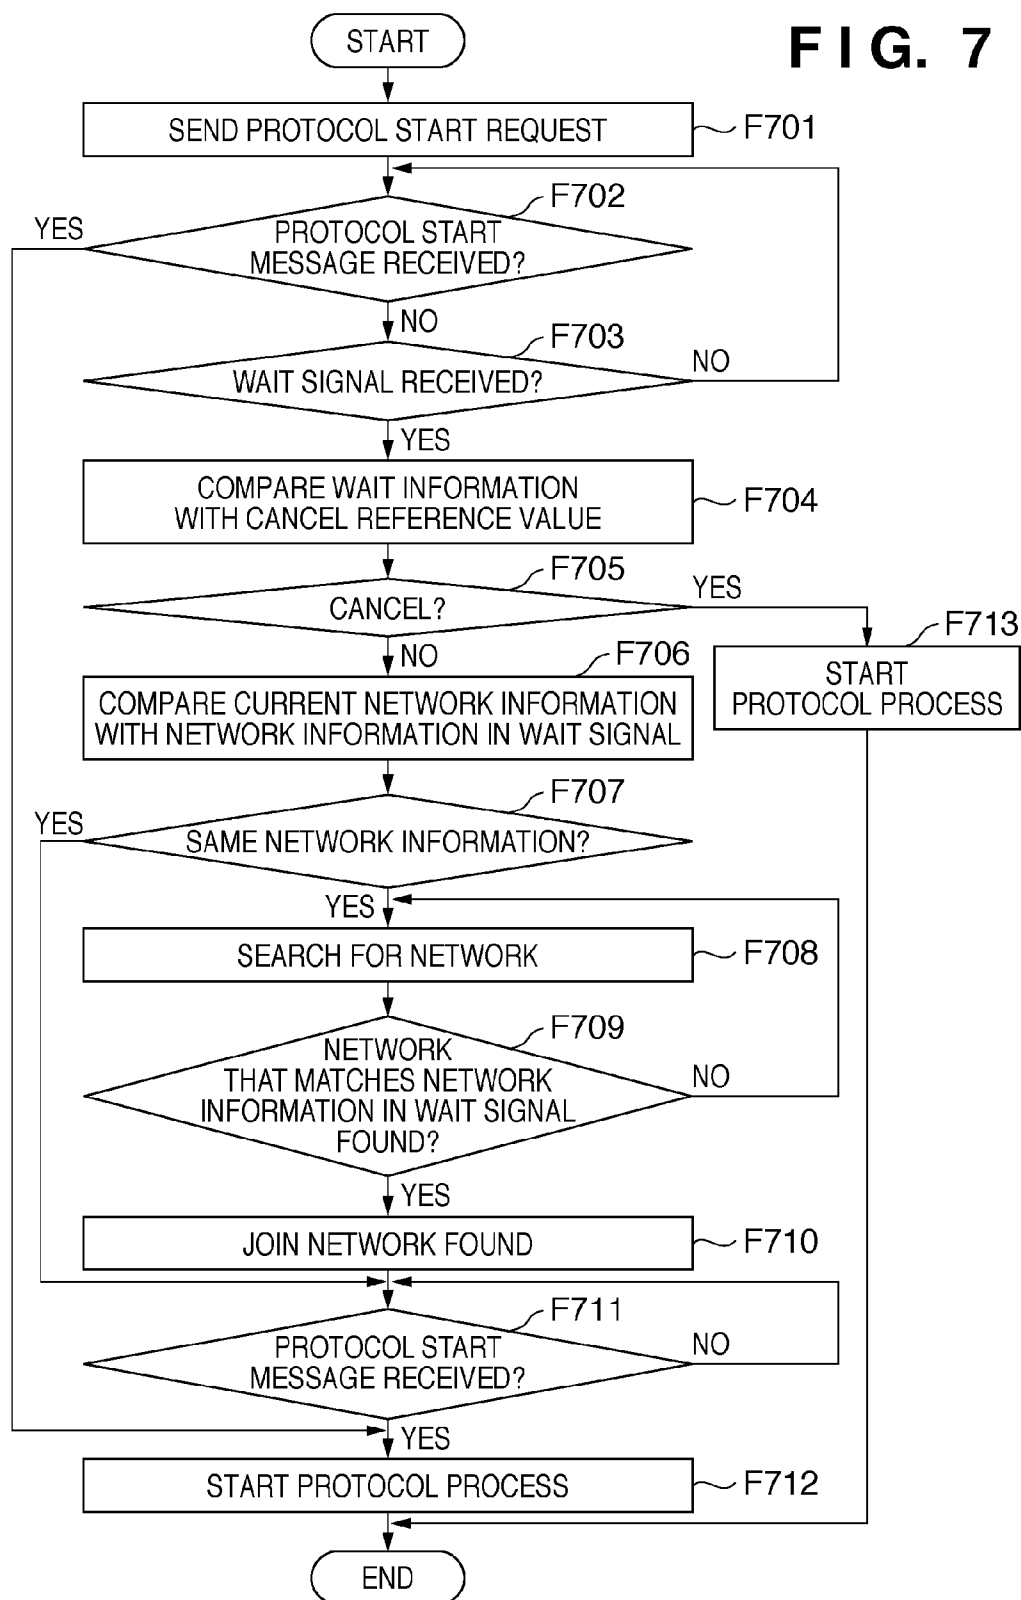 FIG. 7
START
SEND PROTOCOL START REQUEST
F701
F702
YES
PROTOCOL START
MESSAGE RECEIVED?
NO
F703
WAIT SIGNAL RECEIVED?
NO
YES
COMPARE WAIT INFORMATION
WITH CANCEL REFERENCE VALUE
F704
F705
CANCEL?
YES
NO
F706
F713
COMPARE CURRENT NETWORK INFORMATION
WITH NETWORK INFORMATION IN WAIT SIGNAL
START
PROTOCOL PROCESS
F707
YES
SAME NETWORK INFORMATION?
YES
SEARCH FOR NETWORK
F708
F709
NETWORK
THAT MATCHES NETWORK
INFORMATION IN WAIT SIGNAL
FOUND?
NO
YES
JOIN NETWORK FOUND
F710
F711
PROTOCOL START
MESSAGE RECEIVED?
NO
YES
START PROTOCOL PROCESS
F712
END